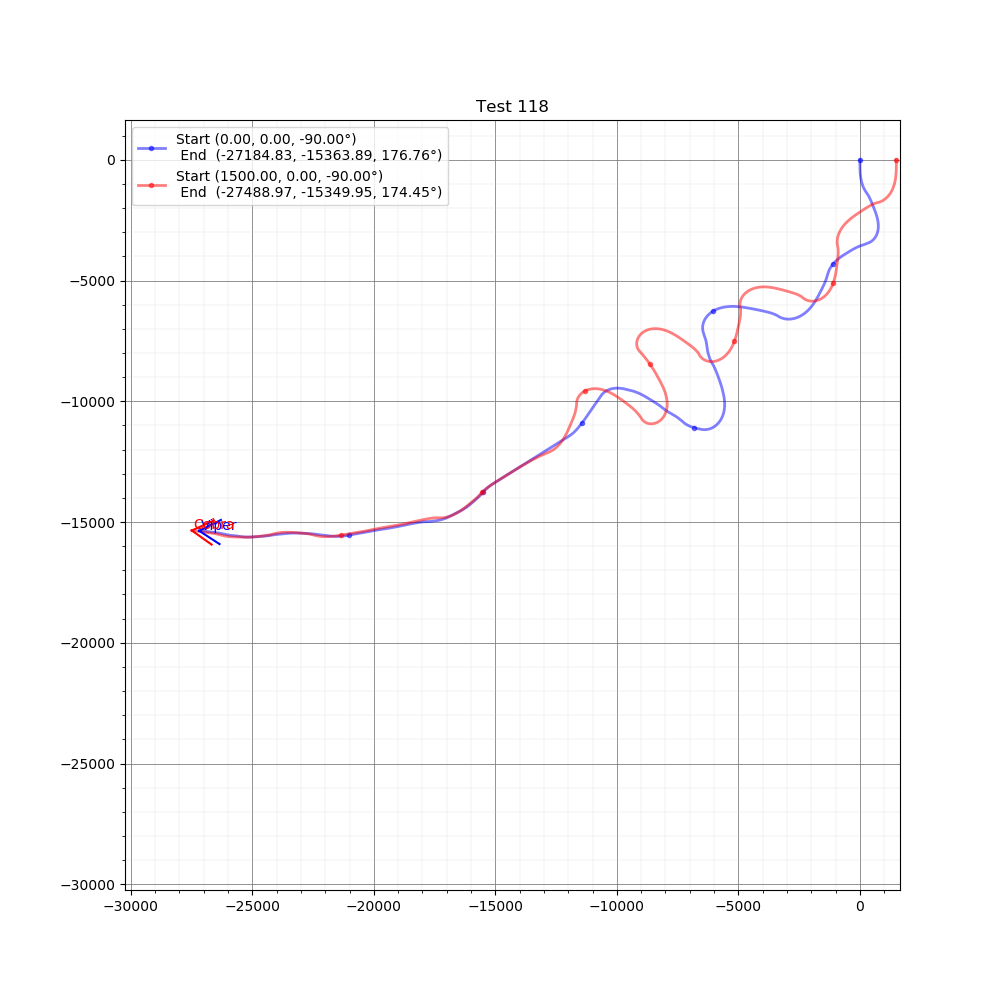 Test 118
Start (0.00, 0.00, -90.00°)
End (-27184.83, -15363.89, 176.76°)
Start (1500.00, 0.00, -90.00°)
End (-27488.97, -15349.95, 174.45°)
0
−5000
−10000
−15000
−20000
−25000
−30000
−30000 −25000 −20000 −15000 −10000 −5000 0